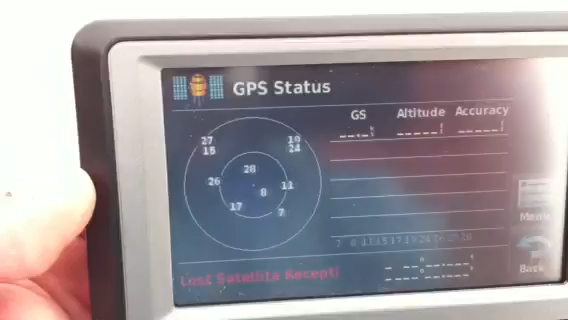 GPS Status
GS Altitude Accuracy
27 19
15 24
28
26 11
8
17 7
Lost Satellite Recepti
Menu
Back